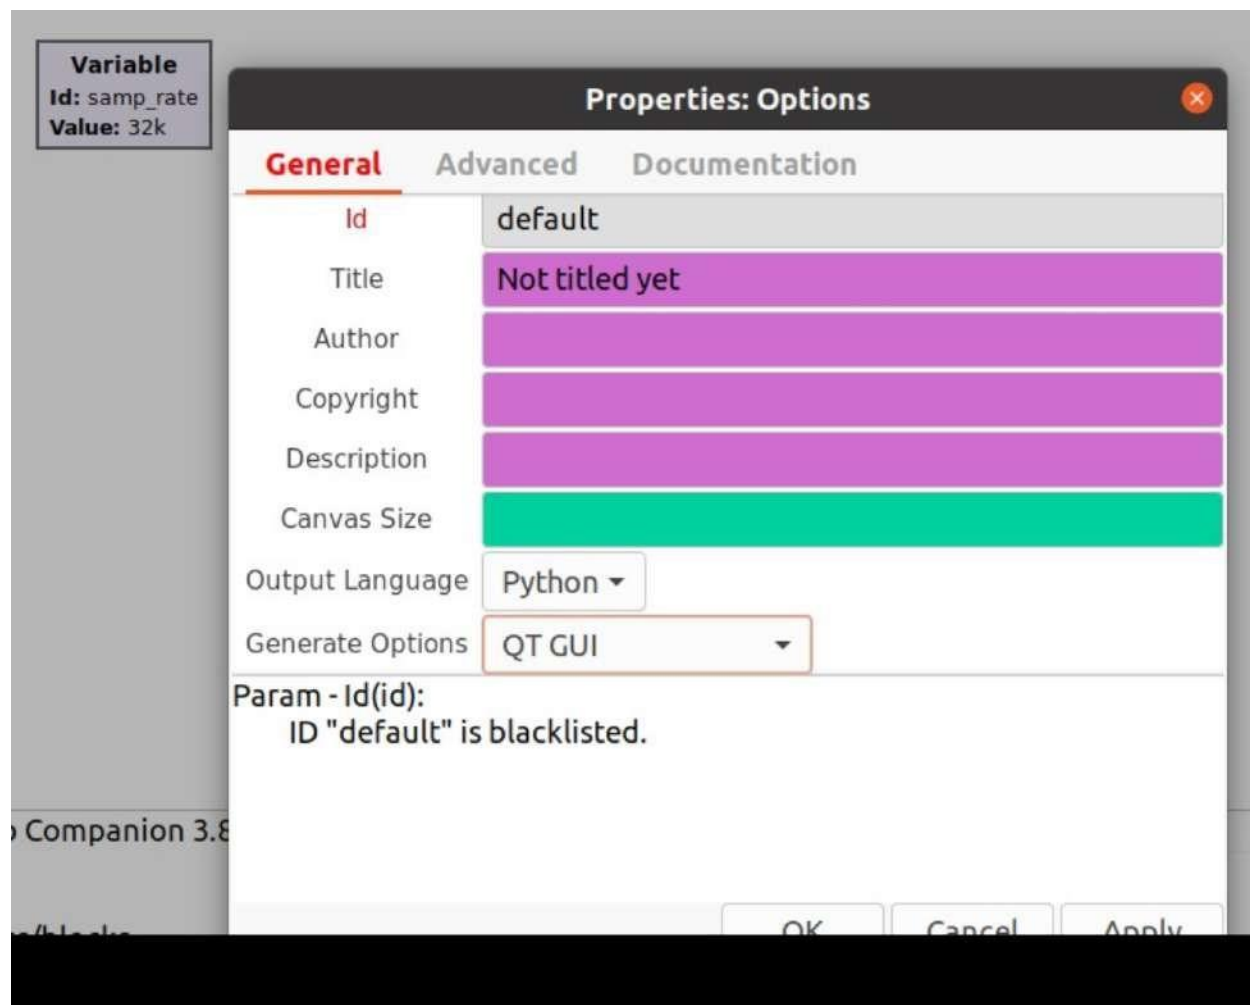 Variable
Id: samp_rate
Value: 32k
Properties: Options
General Advanced Documentation
Id default
Title Not titled yet
Author
Copyright
Description
Canvas Size
Output Language Python
Generate Options QT GUI
Param - Id(id):
ID "default" is blacklisted.
Companion 3.8
OK Cancel Apply